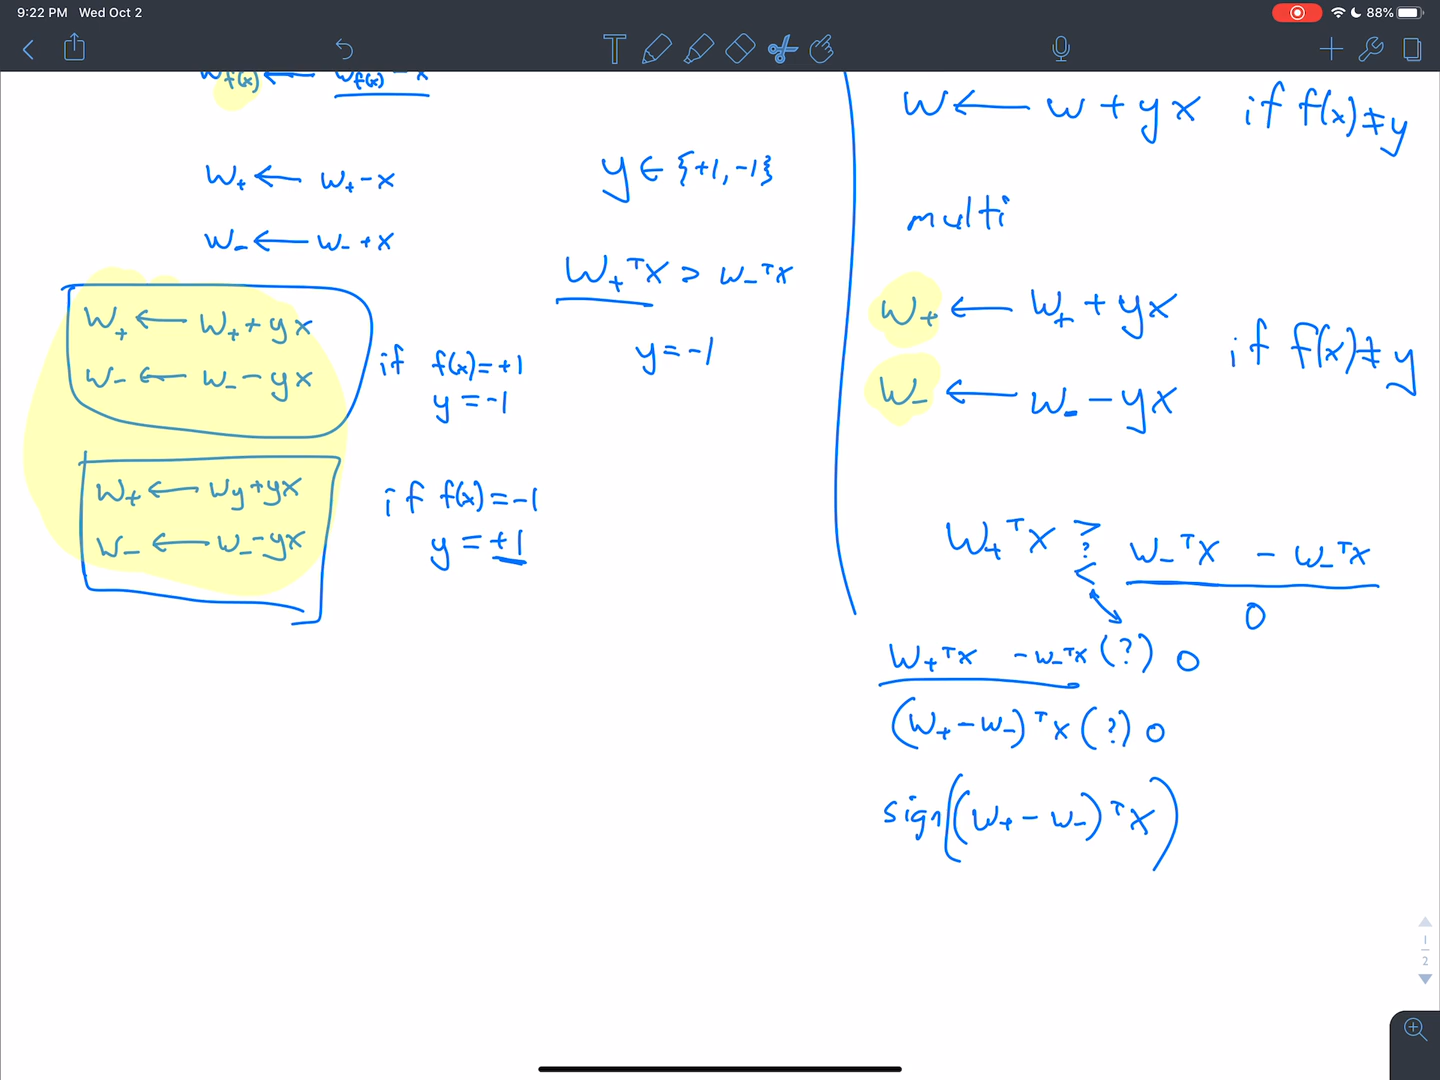 9:22 PM Wed Oct 2
88%
T
w_f(x) ← w_f(x) - x
w₊ ← w₊ - x
w₋ ← w₋ + x
w₊ ← w₊ + yx
w₋ ← w₋ - yx
if f(x) = +1
y = -1
w₊ ← wy + yx
w₋ ← w₋ - yx
if f(x) = -1
y = +1
y ∈ {+1, -1}
w₊ᵀx > w₋ᵀx
y = -1
w ← w + yx if f(x) ≠ y
multi
w₊ ← w₊ + yx
w₋ ← w₋ - yx
if f(x) ≠ y
w₊ᵀx >?< w₋ᵀx - w₋ᵀx
0
w₊ᵀx - w₋ᵀx (?) 0
(w₊ - w₋)ᵀx (?) 0
sign((w₊ - w₋)ᵀx)
1
2